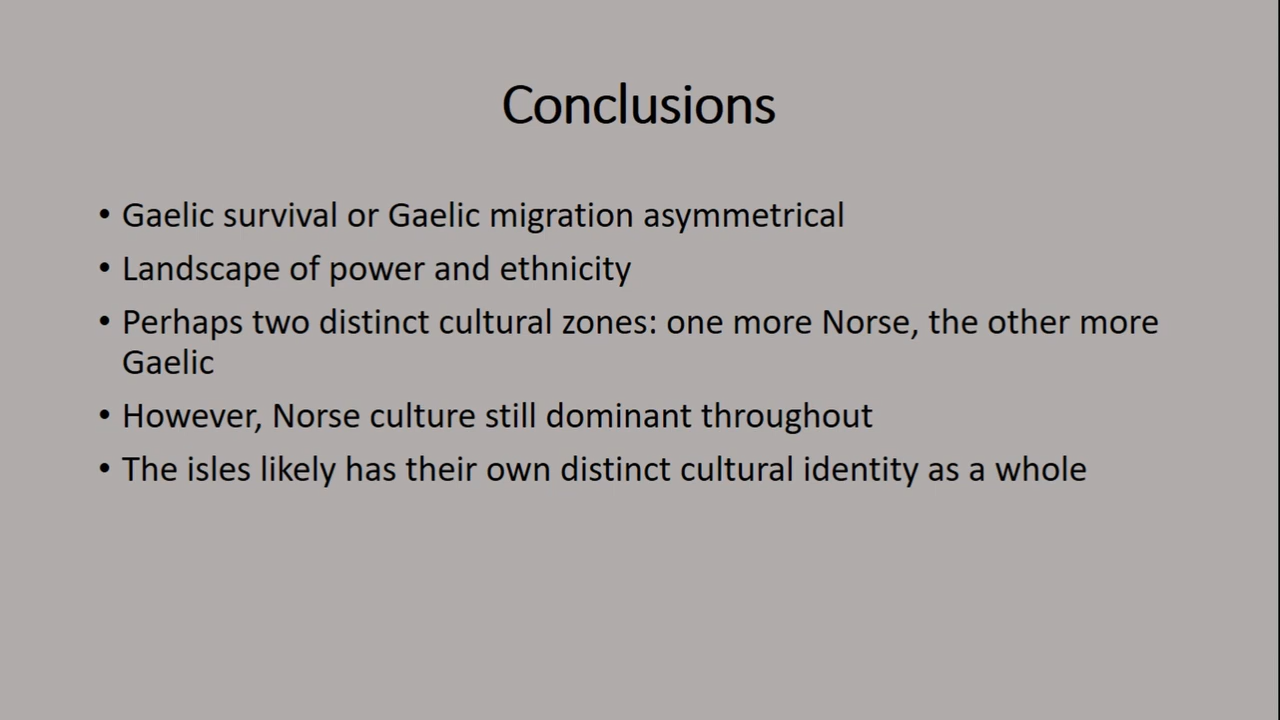 Conclusions
• Gaelic survival or Gaelic migration asymmetrical
• Landscape of power and ethnicity
• Perhaps two distinct cultural zones: one more Norse, the other more
Gaelic
• However, Norse culture still dominant throughout
• The isles likely has their own distinct cultural identity as a whole